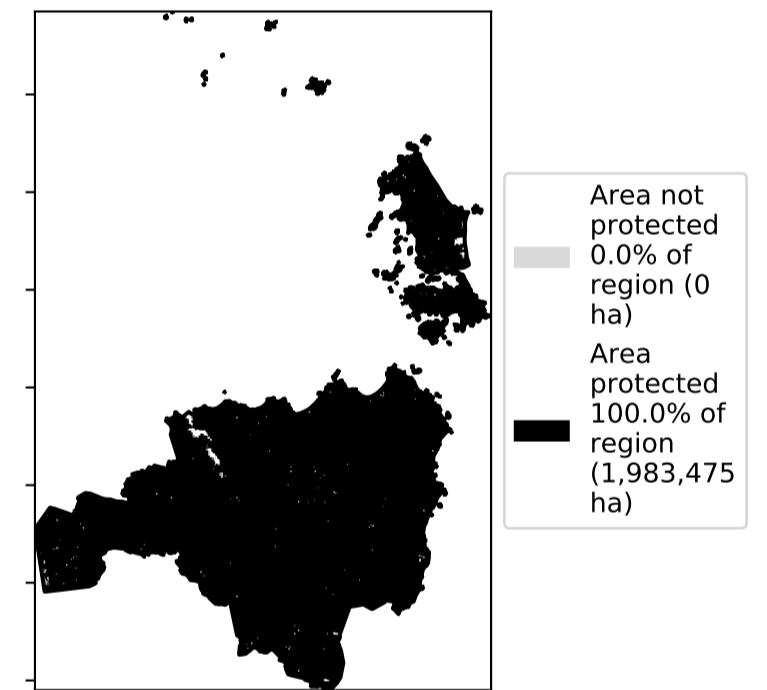 Area not
protected
0.0% of
region (0
ha)
Area
protected
100.0% of
region
(1,983,475
ha)